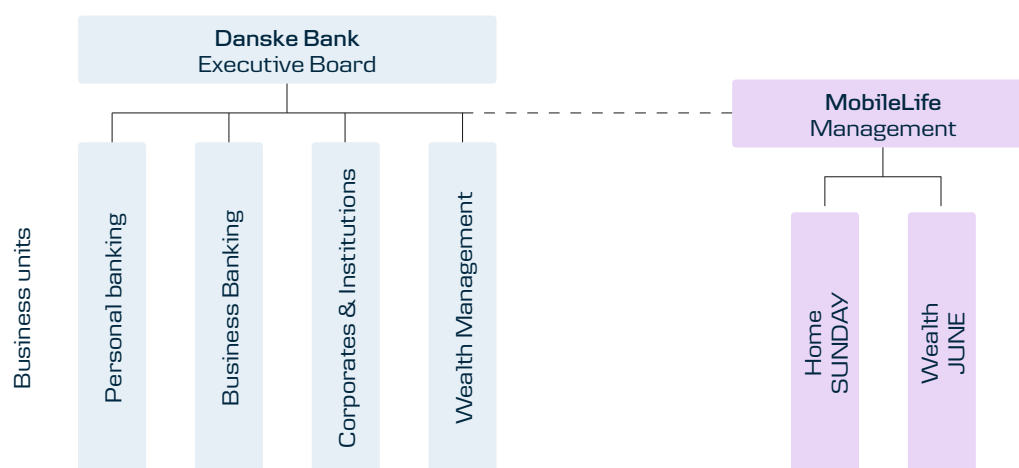 Danske Bank
Executive Board
MobileLife
Management
Business units
Personal banking
Business Banking
Corporates & Institutions
Wealth Management
Home
SUNDAY
Wealth
JUNE